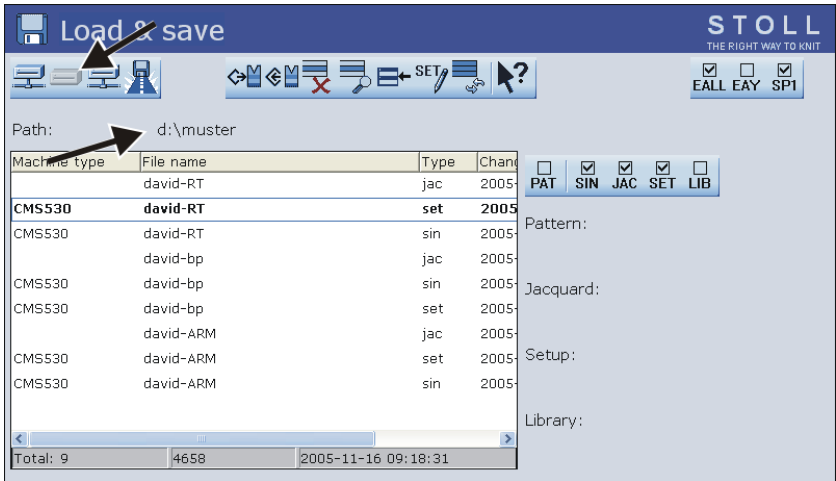 Load & save
STOLL
THE RIGHT WAY TO KNIT
SET
?
EALL EAY SP1
Path: d:\muster
Machine type File name Type Chang
david-RT jac 2005-
CMS530 david-RT set 2005
CMS530 david-RT sin 2005-
david-bp jac 2005-
CMS530 david-bp sin 2005-
CMS530 david-bp set 2005-
david-ARM jac 2005-
CMS530 david-ARM set 2005-
CMS530 david-ARM sin 2005-
Total: 9 4658 2005-11-16 09:18:31
PAT SIN JAC SET LIB
Pattern:
Jacquard:
Setup:
Library: